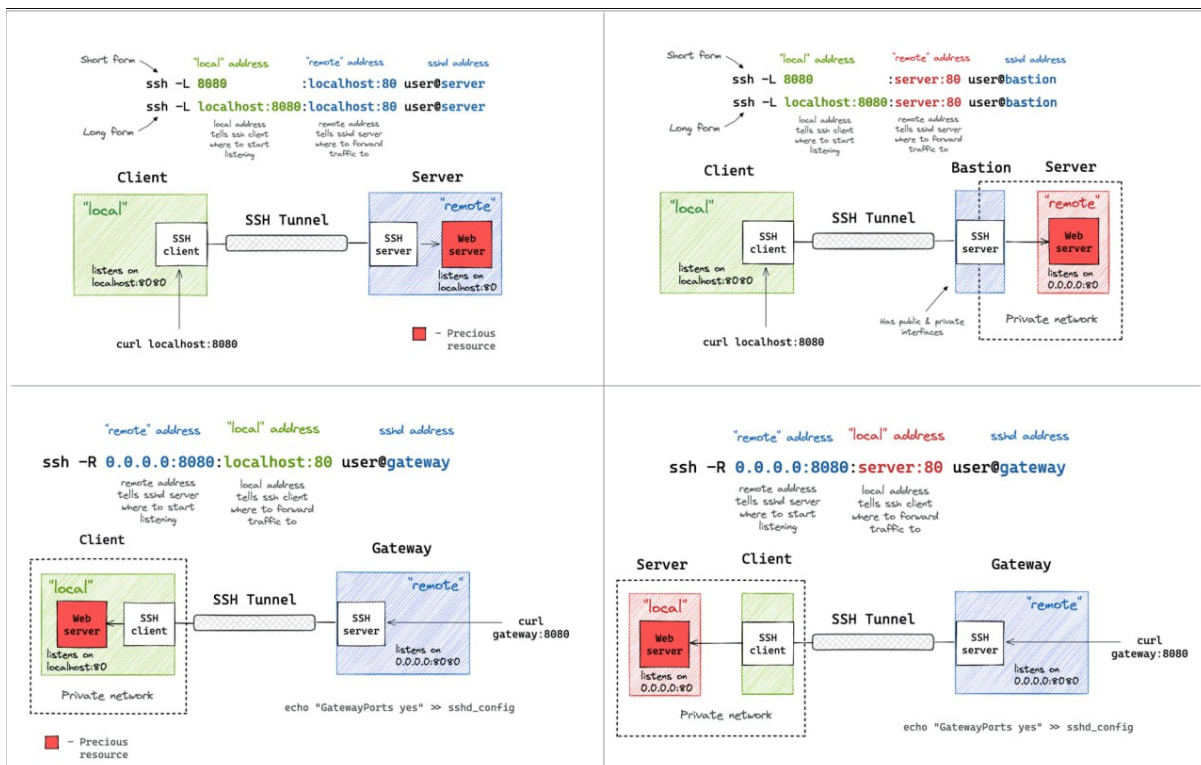 Short form
"local" address "remote" address sshd address
ssh -L 8080 :localhost:80 user@server
ssh -L localhost:8080:localhost:80 user@server
Long form
local address
tells ssh client
where to start
listening
remote address
tells sshd server
where to forward
traffic to
Client
Server
"local"
"remote"
SSH Tunnel
SSH
client
SSH
server
Web
server
listens on
localhost:8080
listens on
localhost:80
- Precious
resource
curl localhost:8080
Short form
"local" address "remote" address sshd address
ssh -L 8080 :server:80 user@bastion
ssh -L localhost:8080:server:80 user@bastion
Long form
local address
tells ssh client
where to start
listening
remote address
tells sshd server
where to forward
traffic to
Client
Bastion
Server
"local"
"remote"
SSH Tunnel
SSH
client
SSH
server
Web
server
listens on
localhost:8080
listens on
0.0.0.0:80
Has public & private
interfaces
Private network
curl localhost:8080
"remote" address "local" address sshd address
ssh -R 0.0.0.0:8080:localhost:80 user@gateway
remote address
tells sshd server
where to start
listening
local address
tells ssh client
where to forward
traffic to
Client
Gateway
"local"
"remote"
SSH Tunnel
Web
server
SSH
client
SSH
server
curl
gateway:8080
listens on
localhost:80
listens on
0.0.0.0:8080
Private network
echo "GatewayPorts yes" >> sshd_config
- Precious
resource
"remote" address "local" address sshd address
ssh -R 0.0.0.0:8080:server:80 user@gateway
remote address
tells sshd server
where to start
listening
local address
tells ssh client
where to forward
traffic to
Server
Client
Gateway
"local"
"remote"
SSH Tunnel
Web
server
SSH
client
SSH
server
curl
gateway:8080
listens on
0.0.0.0:80
listens on
0.0.0.0:8080
Private network
echo "GatewayPorts yes" >> sshd_config